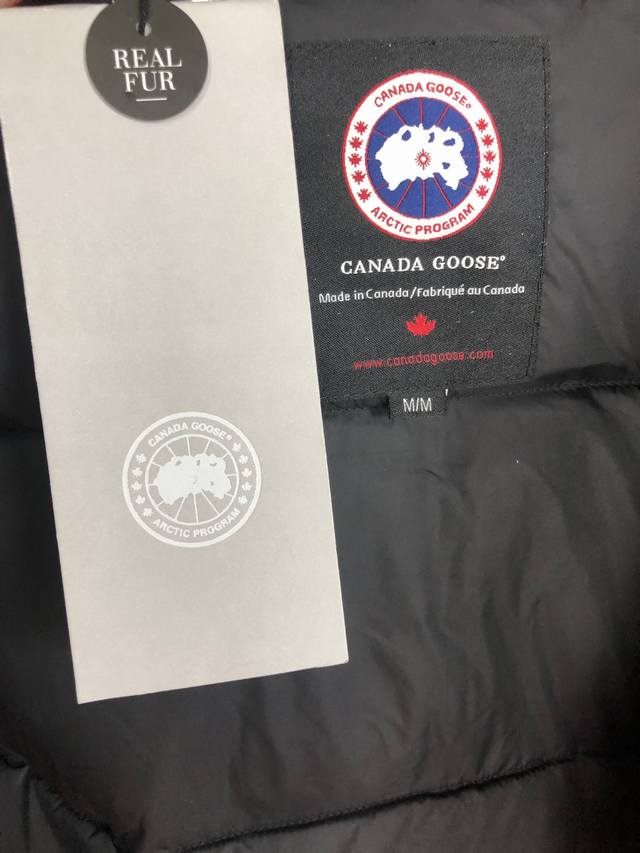 REAL
FUR
CANADA GOOSE®
ARCTIC PROGRAM
CANADA GOOSE®
Made in Canada/Fabriqué au Canada
www.canadagoose.com
M/M
CANADA GOOSE®
ARCTIC PROGRAM